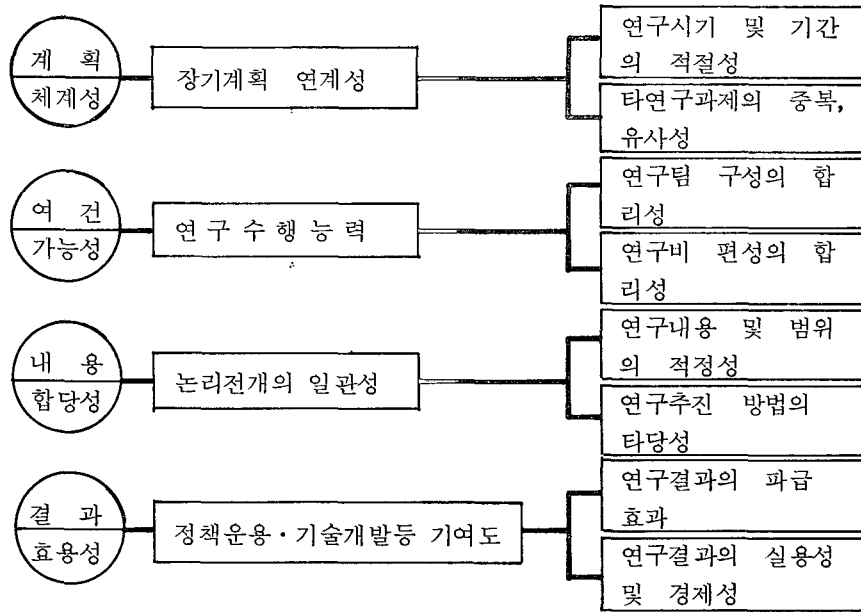 계 획
체계성
장기계획 연계성
연구시기 및 기간
의 적절성
타연구과제의 중복,
유사성
여 건
가능성
연구수행능력
연구팀 구성의 합
리성
연구비 편성의 합
리성
내 용
합당성
논리전개의 일관성
연구내용 및 범위
의 적정성
연구추진 방법의
타당성
결 과
효용성
정책운용·기술개발등 기여도
연구결과의 파급
효과
연구결과의 실용성
및 경제성